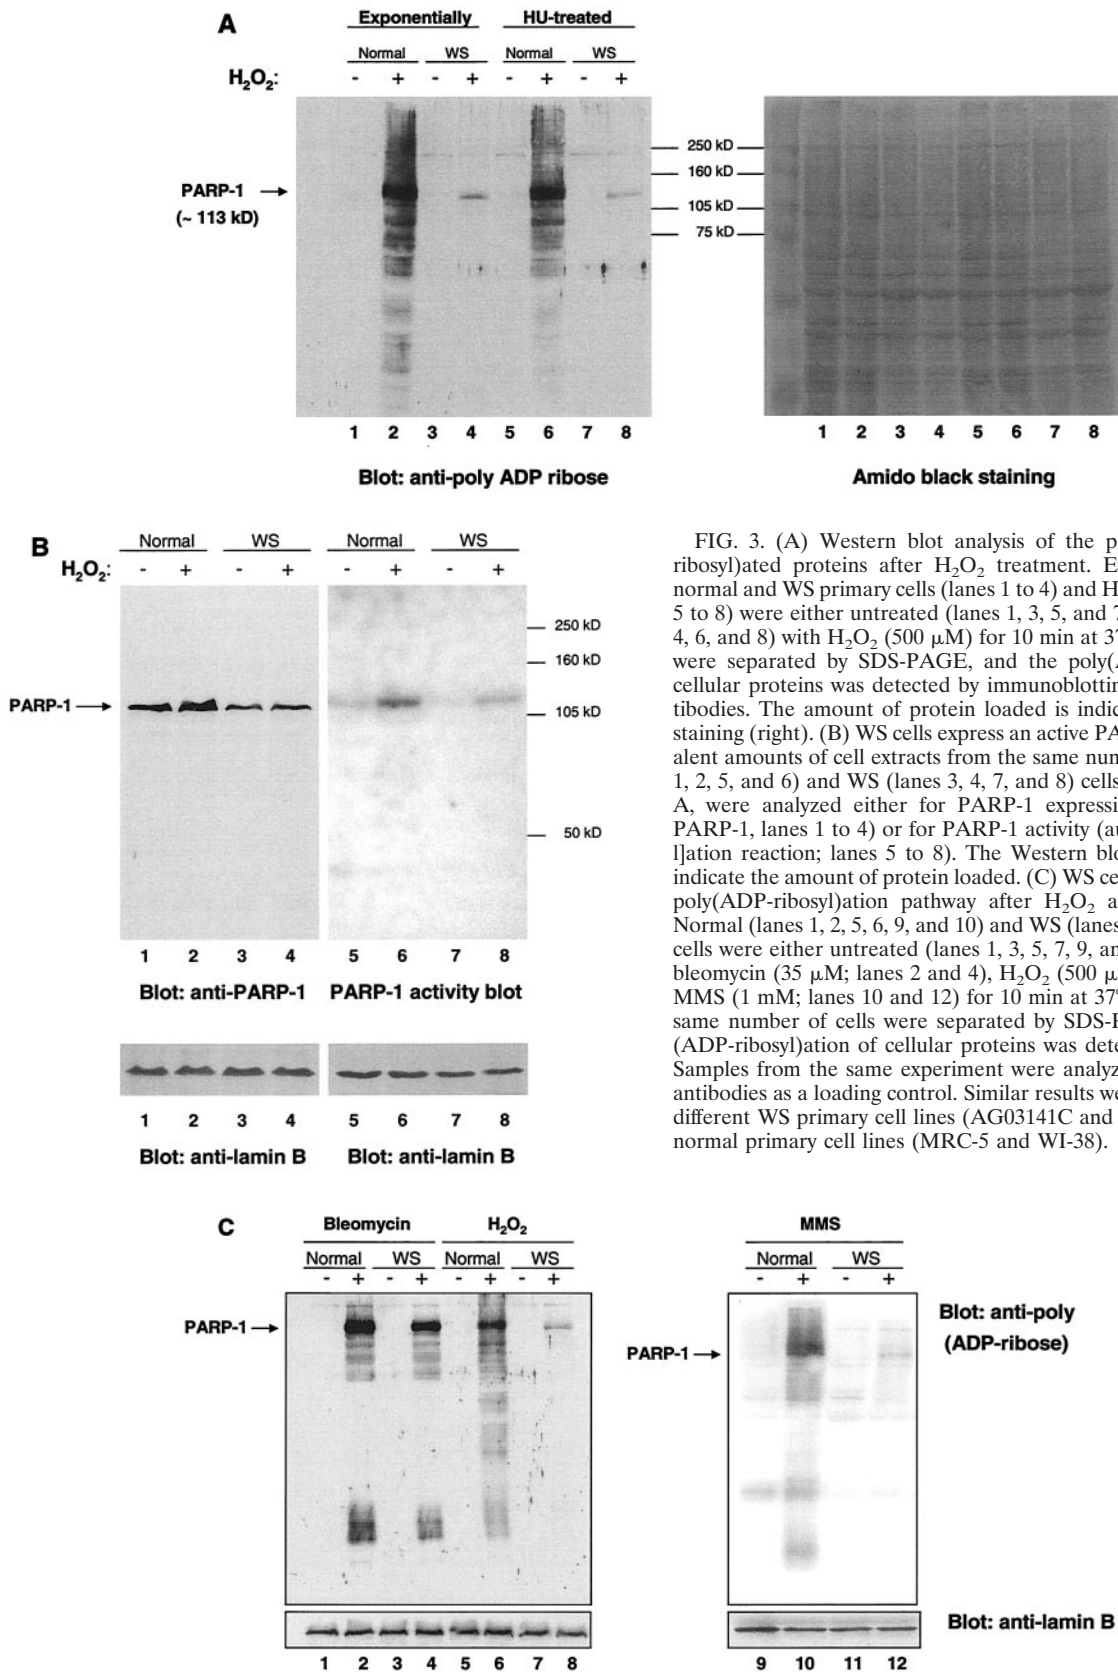 A
Exponentially HU-treated
Normal WS Normal WS
H2O2: - + - + - + - +
250 kD
160 kD
PARP-1
105 kD
(~ 113 kD)
75 kD
1 2 3 4 5 6 7 8
1 2 3 4 5 6 7 8
Blot: anti-poly ADP ribose
Amido black staining
B
Normal WS Normal WS
H2O2: - + - + - + - +
250 kD
160 kD
PARP-1
105 kD
50 kD
1 2 3 4 5 6 7 8
Blot: anti-PARP-1 PARP-1 activity blot
1 2 3 4 5 6 7 8
Blot: anti-lamin B Blot: anti-lamin B
FIG. 3. (A) Western blot analysis of the p
ribosyl)ated proteins after H2O2 treatment. E
normal and WS primary cells (lanes 1 to 4) and H
5 to 8) were either untreated (lanes 1, 3, 5, and 7
4, 6, and 8) with H2O2 (500 μM) for 10 min at 37
were separated by SDS-PAGE, and the poly(A
cellular proteins was detected by immunoblottin
tibodies. The amount of protein loaded is indic
staining (right). (B) WS cells express an active PA
alent amounts of cell extracts from the same num
1, 2, 5, and 6) and WS (lanes 3, 4, 7, and 8) cells
A, were analyzed either for PARP-1 expressi
PARP-1, lanes 1 to 4) or for PARP-1 activity (au
l]ation reaction; lanes 5 to 8). The Western blo
indicate the amount of protein loaded. (C) WS ce
poly(ADP-ribosyl)ation pathway after H2O2 a
Normal (lanes 1, 2, 5, 6, 9, and 10) and WS (lanes
cells were either untreated (lanes 1, 3, 5, 7, 9, an
bleomycin (35 μM; lanes 2 and 4), H2O2 (500 μ
MMS (1 mM; lanes 10 and 12) for 10 min at 37°
same number of cells were separated by SDS-P
(ADP-ribosyl)ation of cellular proteins was dete
Samples from the same experiment were analyz
antibodies as a loading control. Similar results we
different WS primary cell lines (AG03141C and
normal primary cell lines (MRC-5 and WI-38).
C
Bleomycin H2O2 MMS
Normal WS Normal WS Normal WS
- + - + - + - + - + - +
PARP-1
PARP-1
Blot: anti-poly
(ADP-ribose)
Blot: anti-lamin B
1 2 3 4 5 6 7 8 9 10 11 12